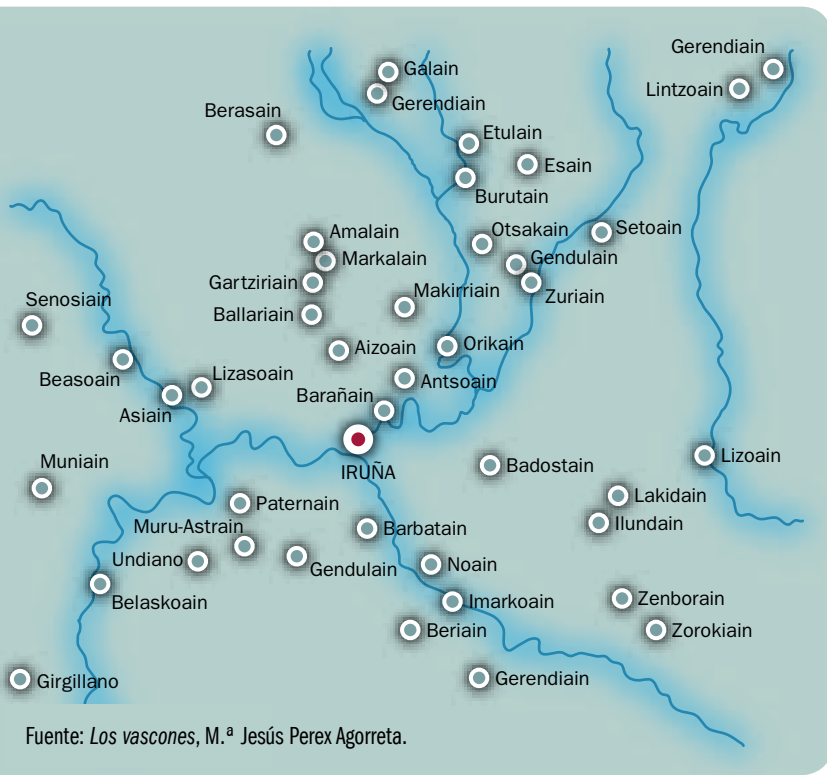 Gerendiain
Galain
Lintzoain
Gerendiain
Berasain
Etulain
Esain
Burutain
Setoain
Otsakain
Amalain
Gendulain
Markalain
Gartziriain
Makirriain
Zuriain
Senosiain
Ballariain
Orikain
Aizoain
Lizasoain
Beasoain
Antsoain
Barañain
Asiain
Lizoain
Muniain
Badostain
IRUÑA
Lakidain
Paternain
Ilundain
Muru-Astrain
Barbatain
Undiano
Noain
Gendulain
Zenborain
Belaskoain
Imarkoain
Beriain
Zorokiain
Gerendiain
Girgillano
Fuente: Los vascones, M.ª Jesús Perex Agorreta.